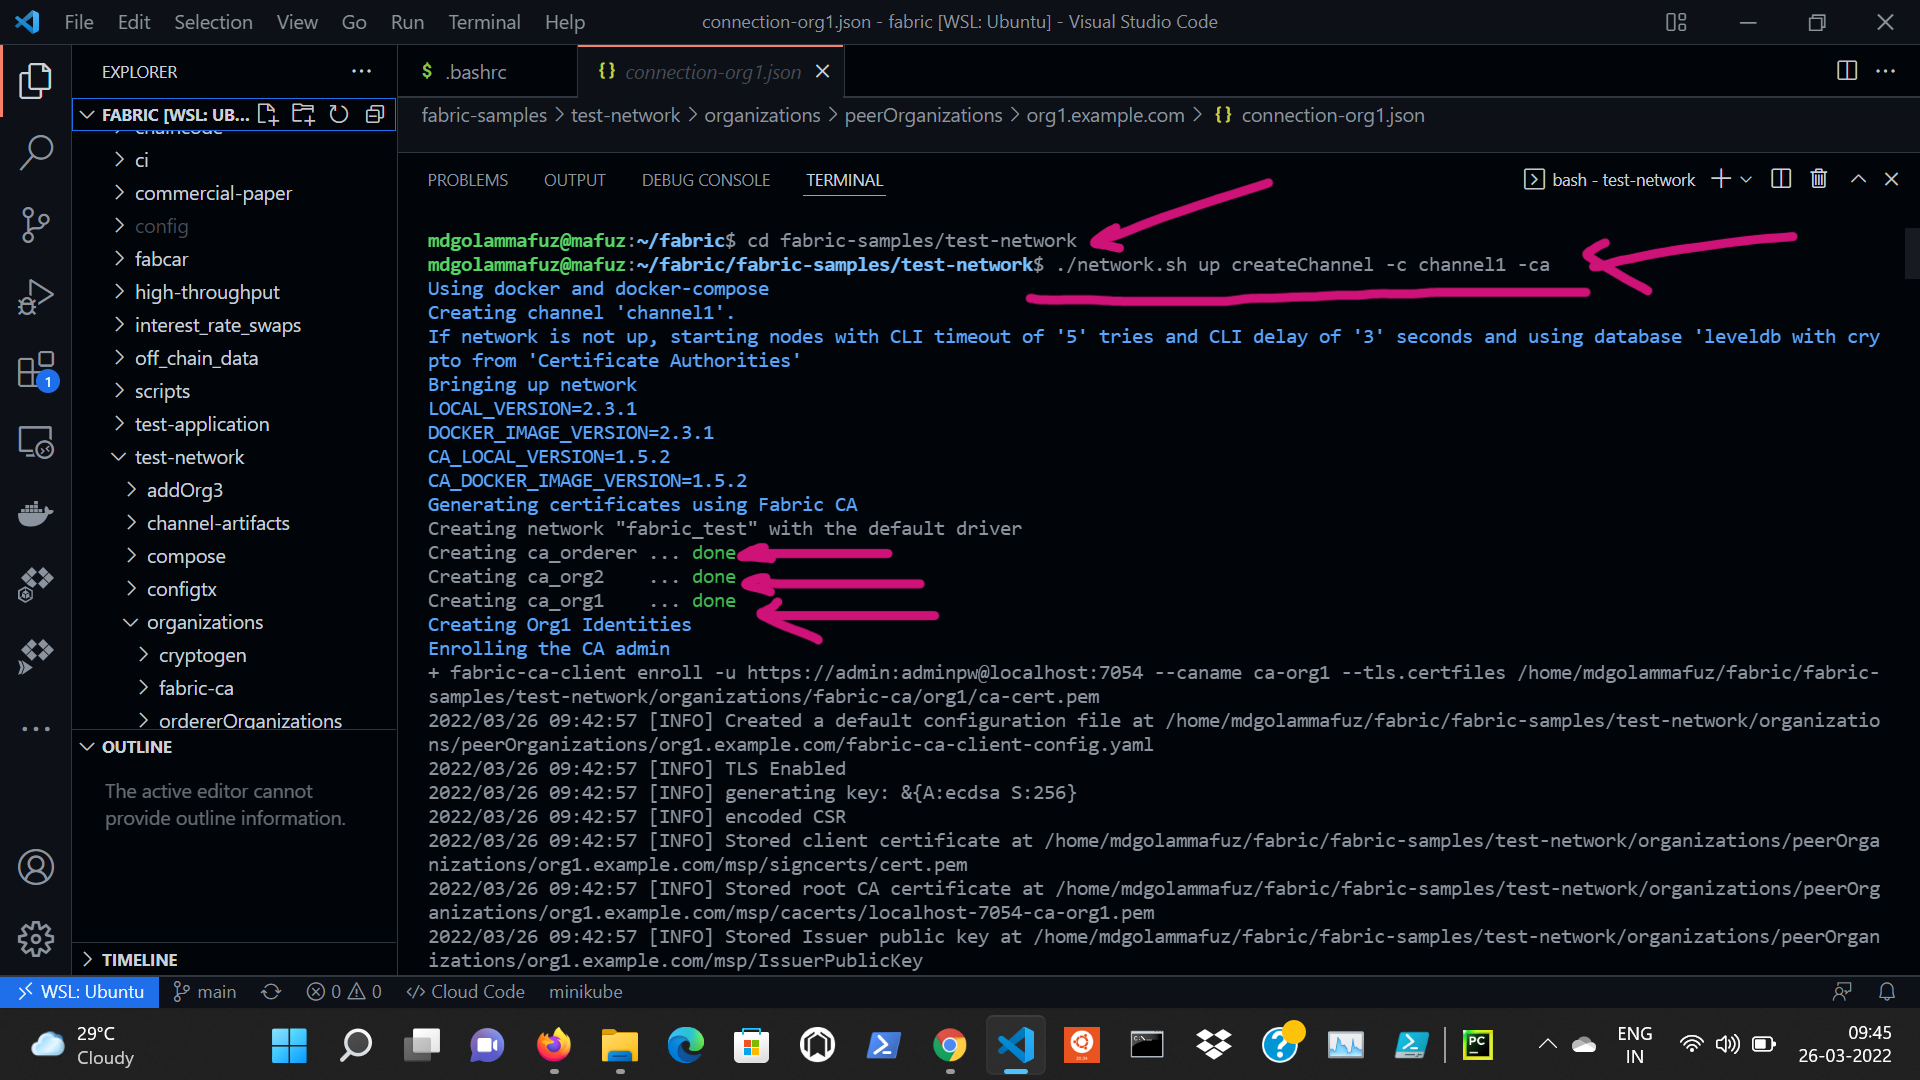 File Edit Selection View Go Run Terminal Help
connection-org1.json - fabric [WSL: Ubuntu] - Visual Studio Code
EXPLORER
$ .bashrc
{} connection-org1.json
FABRIC [WSL: UB...
fabric-samples > test-network > organizations > peerOrganizations > org1.example.com > {} connection-org1.json
chaincode
ci
commercial-paper
config
fabcar
high-throughput
interest_rate_swaps
off_chain_data
scripts
test-application
test-network
addOrg3
channel-artifacts
compose
configtx
organizations
cryptogen
fabric-ca
ordererOrganizations
OUTLINE
The active editor cannot
provide outline information.
TIMELINE
1
PROBLEMS OUTPUT DEBUG CONSOLE TERMINAL
bash - test-network
mdgolammafuz@mafuz:~/fabric$ cd fabric-samples/test-network
mdgolammafuz@mafuz:~/fabric/fabric-samples/test-network$ ./network.sh up createChannel -c channel1 -ca
Using docker and docker-compose
Creating channel 'channel1'.
If network is not up, starting nodes with CLI timeout of '5' tries and CLI delay of '3' seconds and using database 'leveldb with cry
pto from 'Certificate Authorities'
Bringing up network
LOCAL_VERSION=2.3.1
DOCKER_IMAGE_VERSION=2.3.1
CA_LOCAL_VERSION=1.5.2
CA_DOCKER_IMAGE_VERSION=1.5.2
Generating certificates using Fabric CA
Creating network "fabric_test" with the default driver
Creating ca_orderer ... done
Creating ca_org2    ... done
Creating ca_org1    ... done
Creating Org1 Identities
Enrolling the CA admin
+ fabric-ca-client enroll -u https://admin:adminpw@localhost:7054 --caname ca-org1 --tls.certfiles /home/mdgolammafuz/fabric/fabric-
samples/test-network/organizations/fabric-ca/org1/ca-cert.pem
2022/03/26 09:42:57 [INFO] Created a default configuration file at /home/mdgolammafuz/fabric/fabric-samples/test-network/organizatio
ns/peerOrganizations/org1.example.com/fabric-ca-client-config.yaml
2022/03/26 09:42:57 [INFO] TLS Enabled
2022/03/26 09:42:57 [INFO] generating key: &{A:ecdsa S:256}
2022/03/26 09:42:57 [INFO] encoded CSR
2022/03/26 09:42:57 [INFO] Stored client certificate at /home/mdgolammafuz/fabric/fabric-samples/test-network/organizations/peerOrga
nizations/org1.example.com/msp/signcerts/cert.pem
2022/03/26 09:42:57 [INFO] Stored root CA certificate at /home/mdgolammafuz/fabric/fabric-samples/test-network/organizations/peerOrg
anizations/org1.example.com/msp/cacerts/localhost-7054-ca-org1.pem
2022/03/26 09:42:57 [INFO] Stored Issuer public key at /home/mdgolammafuz/fabric/fabric-samples/test-network/organizations/peerOrgan
izations/org1.example.com/msp/IssuerPublicKey
WSL: Ubuntu main 0 0 Cloud Code minikube
29°C
Cloudy
PC
ENG
IN
09:45
26-03-2022